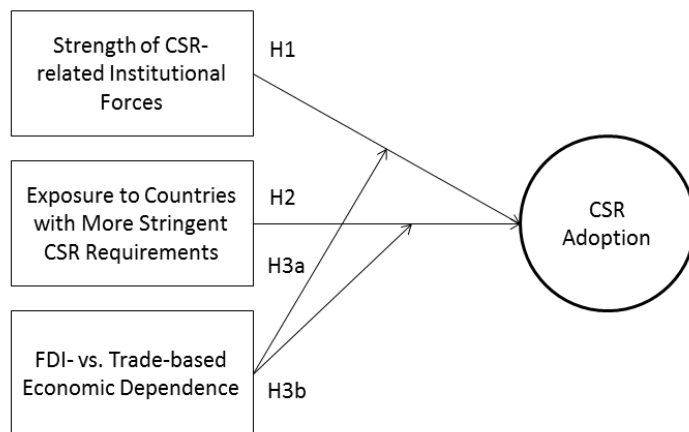 Strength of CSR-
related Institutional
Forces
H1
Exposure to Countries
with More Stringent
CSR Requirements
H2
H3a
FDI- vs. Trade-based
Economic Dependence
H3b
CSR
Adoption